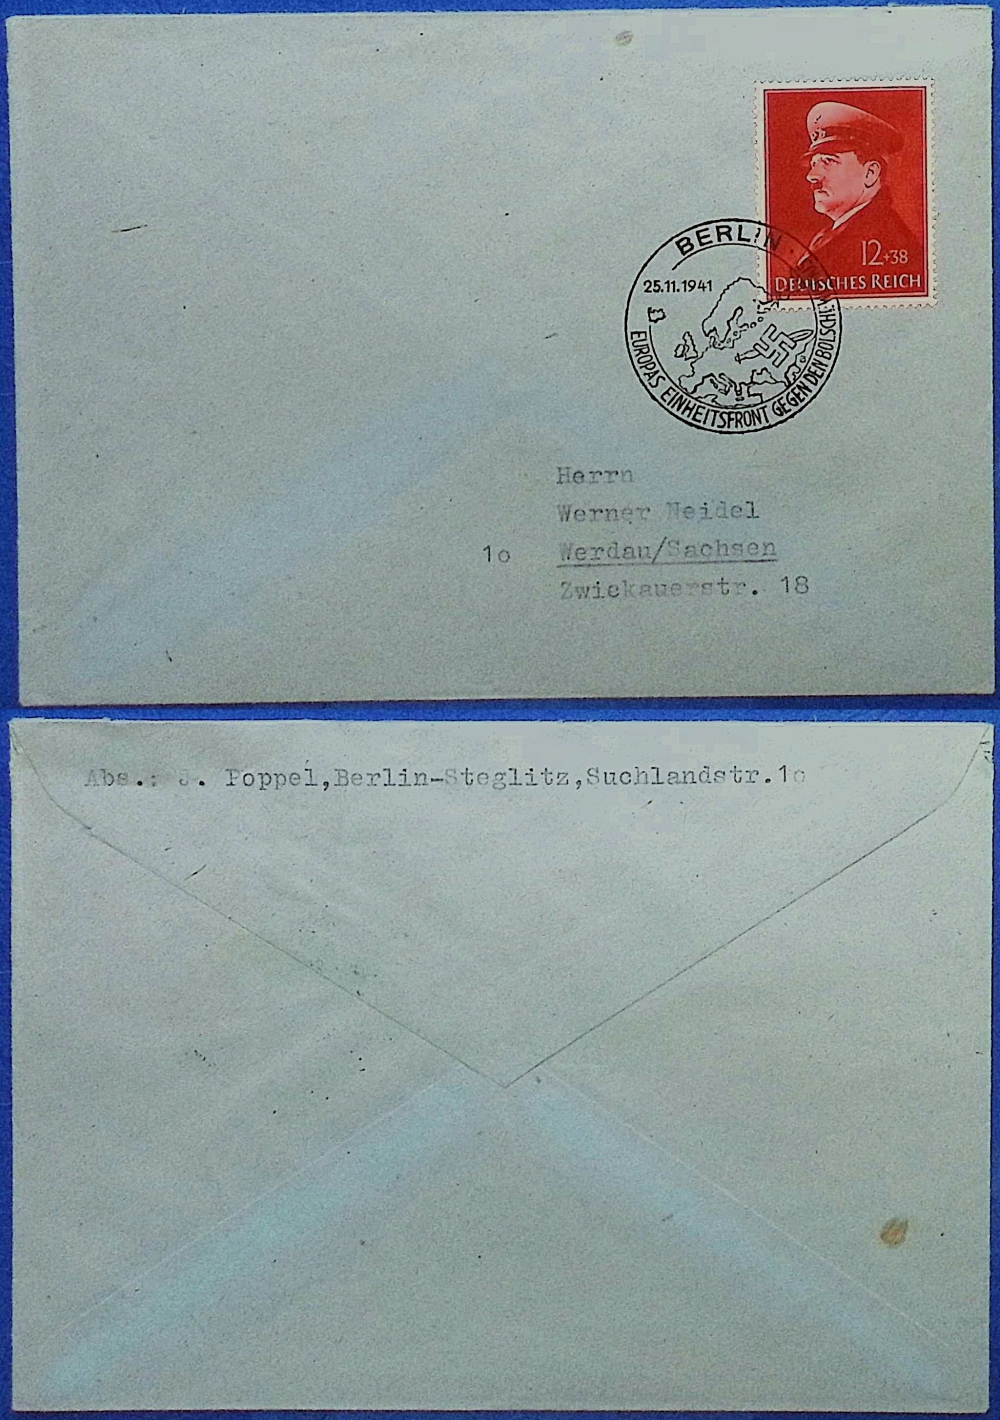 12+38
DEUTSCHES REICH
BERLIN
25.11.1941
EUROPAS EINHEITSFRONT GEGEN DEN BOLSCHEWISMUS
Herrn
Werner Neidel
1o Werdau/Sachsen
Zwickauerstr. 18
Abs.: J. Poppel,Berlin-Steglitz,Suchlandstr.1o